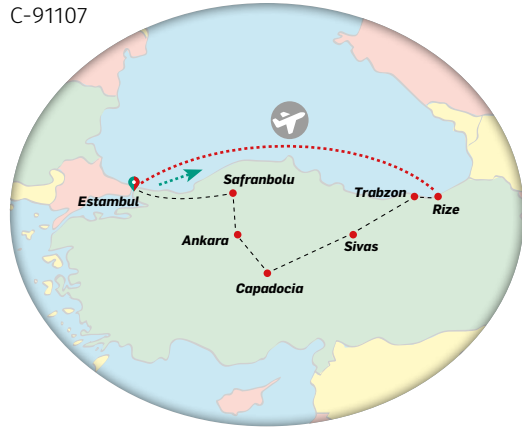 C-91107
Safranbolu
Estambul
Trabzon
Rize
Ankara
Sivas
Capadocia